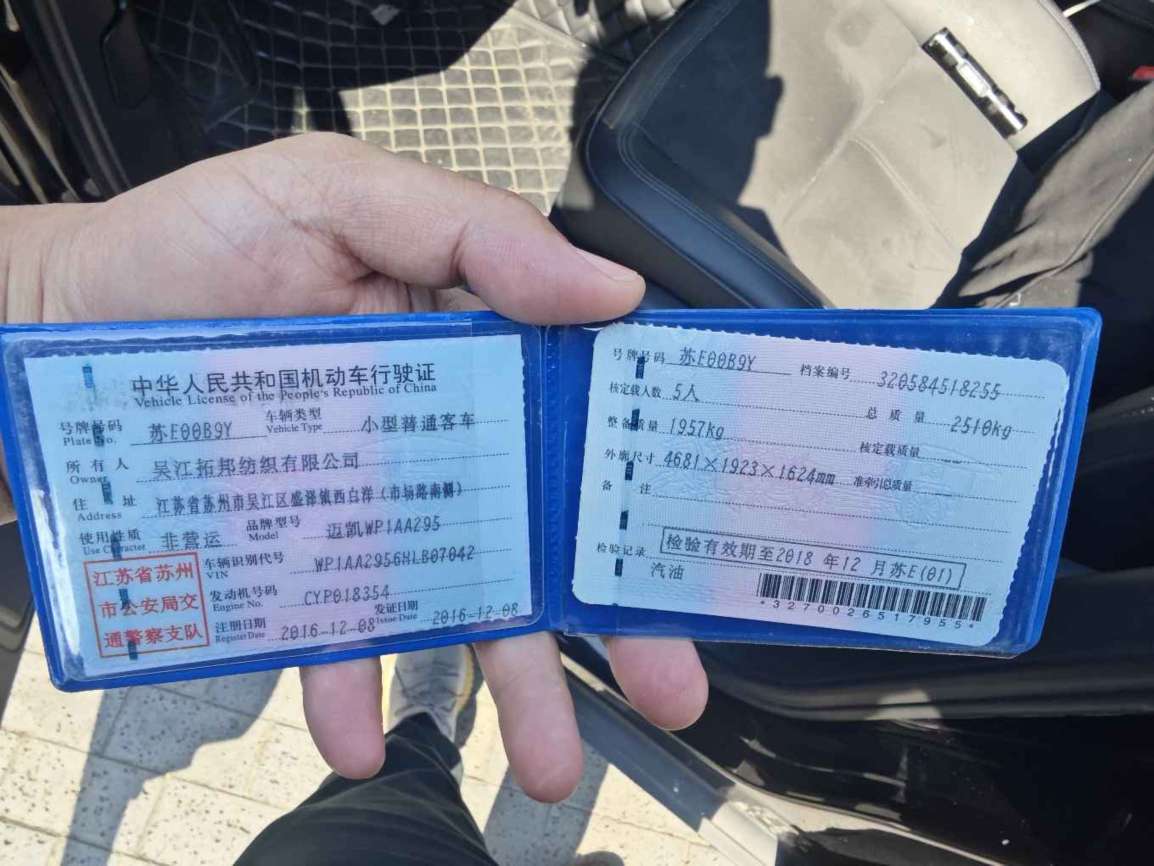 中华人民共和国机动车行驶证
Vehicle License of the People's Republic of China
号牌号码 苏E00B9Y 车辆类型 小型普通客车
Plate No. Vehicle Type
所有人 吴江拓邦纺织有限公司
Owner
住址 江苏省苏州市吴江区盛泽镇西白洋(市场路南侧)
Address
使用性质 非营运 品牌型号 迈凯WP1AA295
Use Character Model
江苏省苏州
市公安局交
通警察支队
车辆识别代号 WP1AA2956HLB07042
VIN
发动机号码 CYP018354
Engine No.
注册日期 2016-12-08 发证日期 2016-12-08
Register Date Issue Date
号牌号码 苏E00B9Y 档案编号 320584518255
核定载人数 5人 总质量 2510kg
整备质量 1957kg 核定载质量 --
外廓尺寸 4681×1923×1624mm 准牵引总质量 --
备注
检验记录 检验有效期至2018年12月苏E(01)
汽油
*3270026517955*